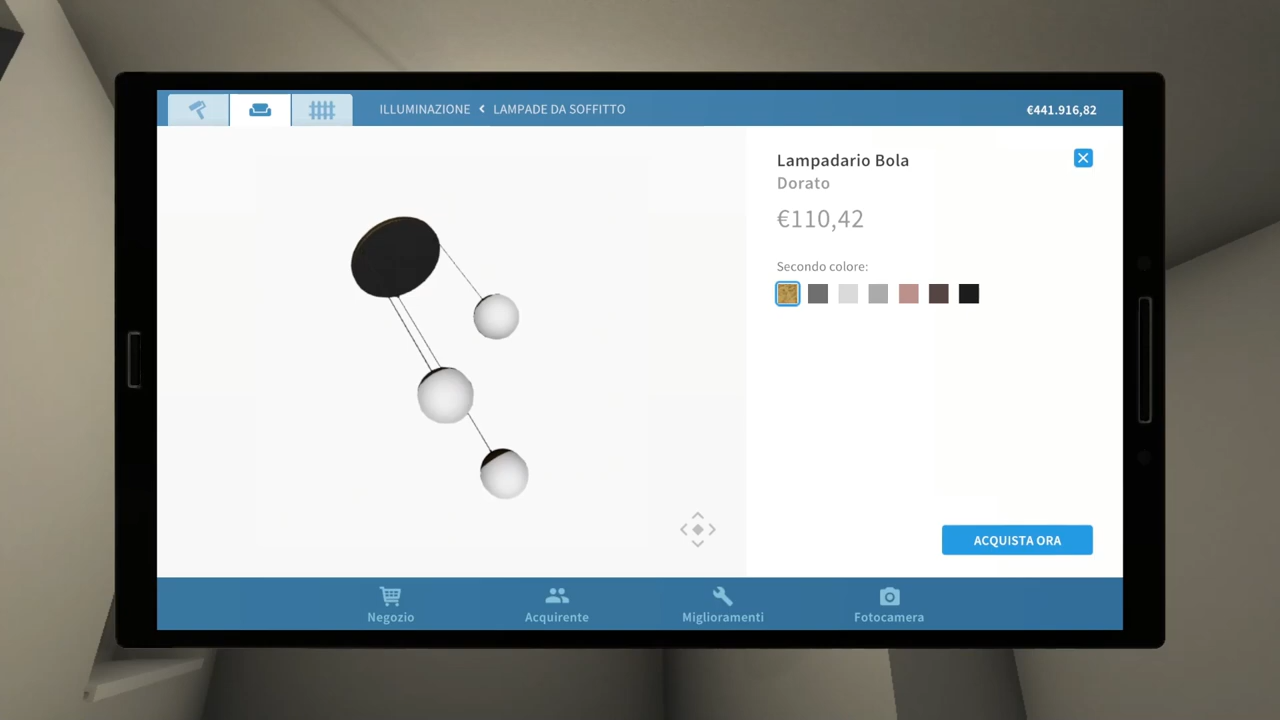 ILLUMINAZIONE < LAMPADE DA SOFFITTO
€441.916,82
Lampadario Bola
Dorato
€110,42
Secondo colore:
ACQUISTA ORA
Negozio
Acquirente
Miglioramenti
Fotocamera